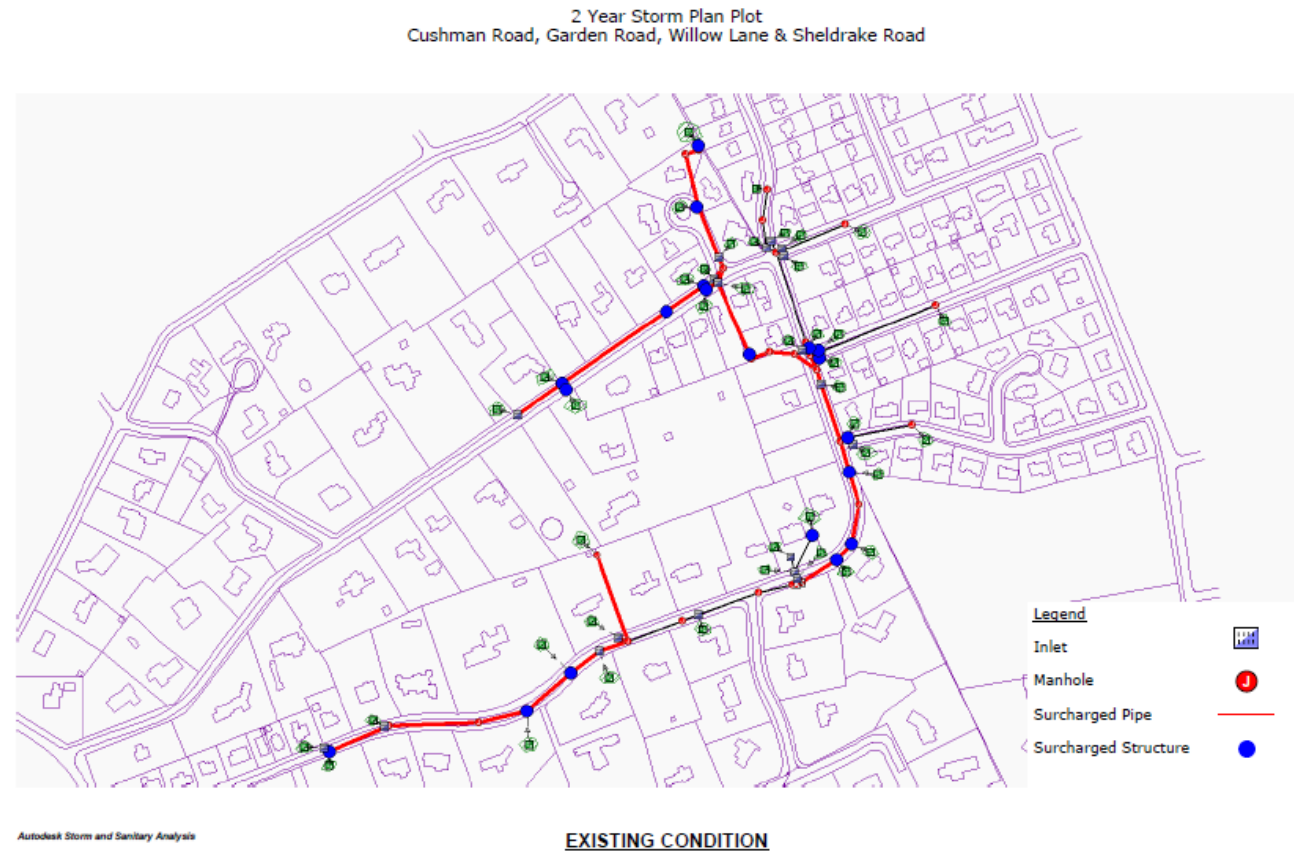 2 Year Storm Plan Plot
Cushman Road, Garden Road, Willow Lane & Sheldrake Road
Legend
Inlet
Manhole
J
Surcharged Pipe
Surcharged Structure
Autodesk Storm and Sanitary Analysis
EXISTING CONDITION